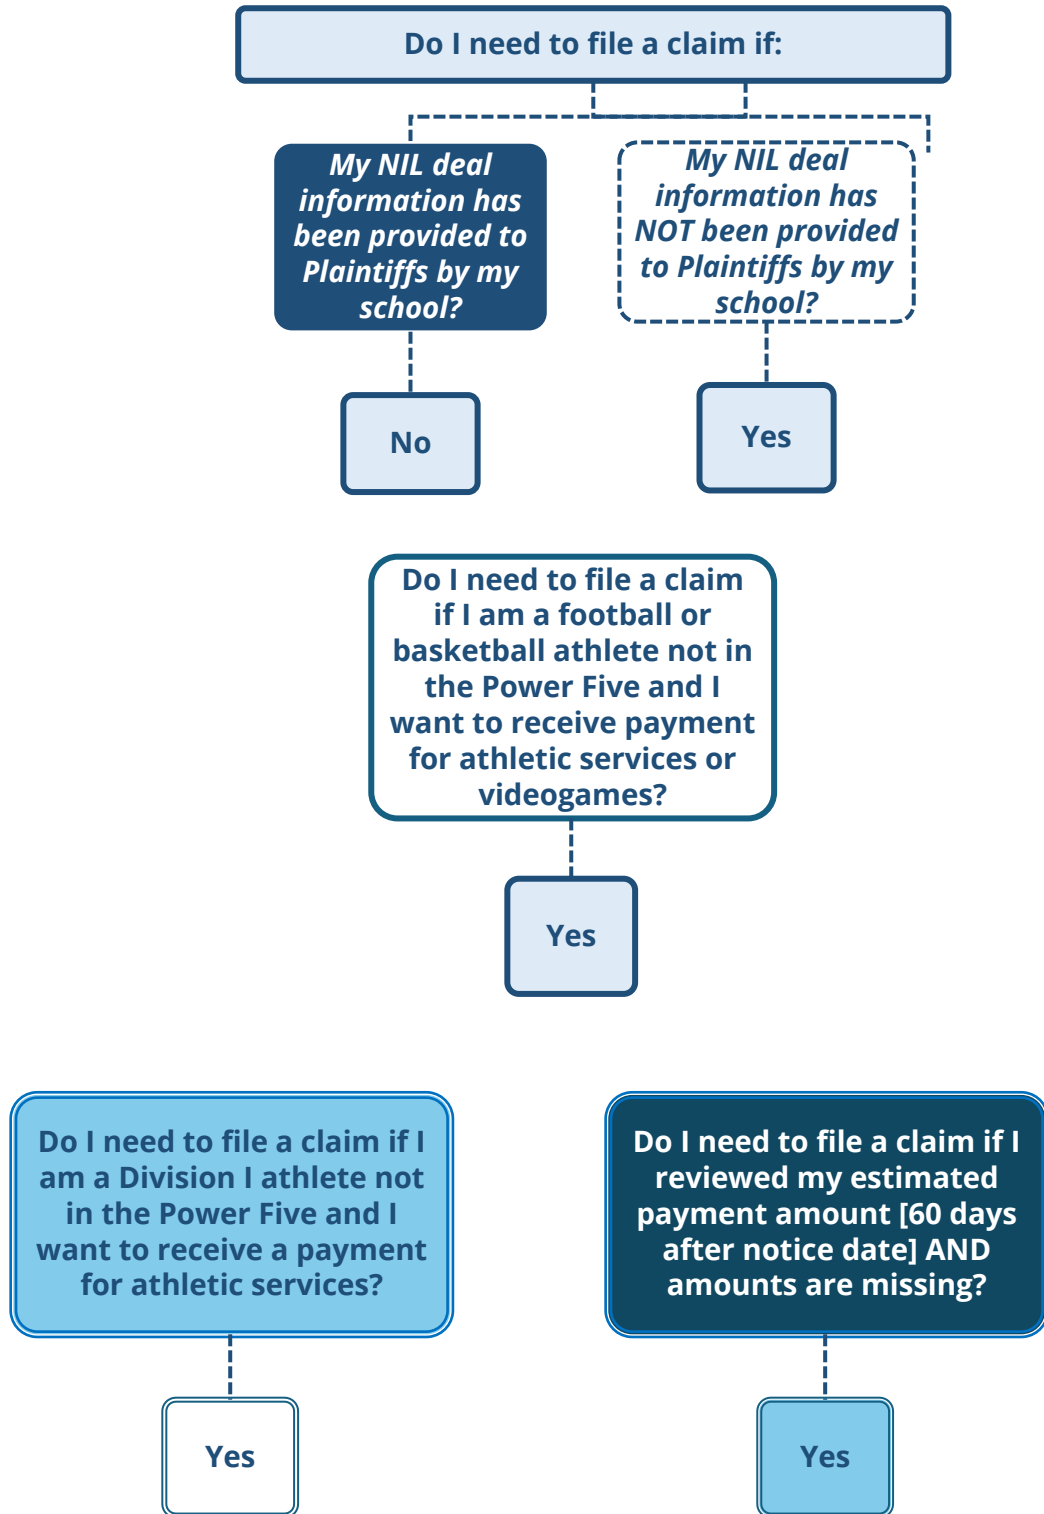 Do I need to file a claim if:
My NIL deal
information has
been provided to
Plaintiffs by my
school?
My NIL deal
information has
NOT been provided
to Plaintiffs by my
school?
No
Yes
Do I need to file a claim
if I am a football or
basketball athlete not in
the Power Five and I
want to receive payment
for athletic services or
videogames?
Yes
Do I need to file a claim if I
am a Division I athlete not
in the Power Five and I
want to receive a payment
for athletic services?
Yes
Do I need to file a claim if I
reviewed my estimated
payment amount [60 days
after notice date] AND
amounts are missing?
Yes